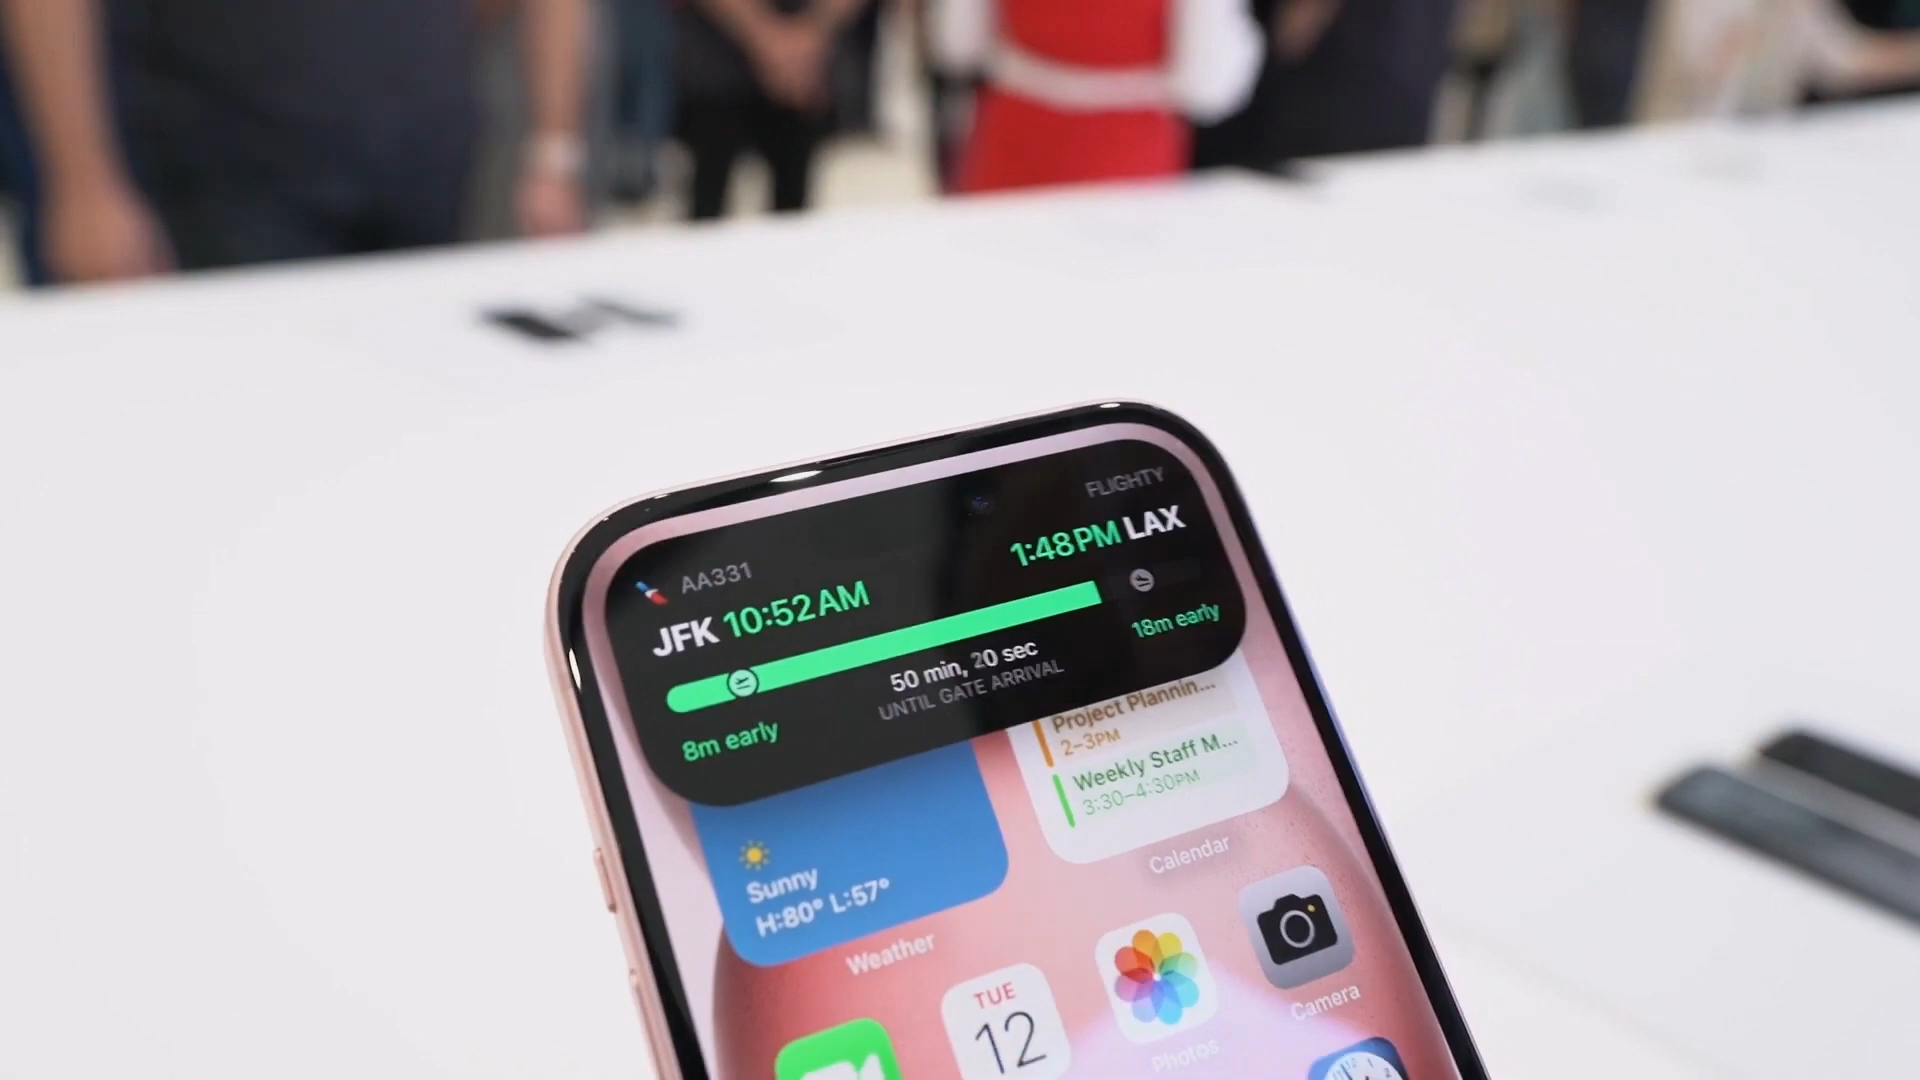 FLIGHTY
AA331
JFK 10:52AM
1:48PM LAX
8m early
50 min, 20 sec
UNTIL GATE ARRIVAL
18m early
Project Plannin...
2–3PM
Weekly Staff M...
3:30–4:30PM
Calendar
Sunny
H:80° L:57°
Weather
TUE
12
Photos
Camera